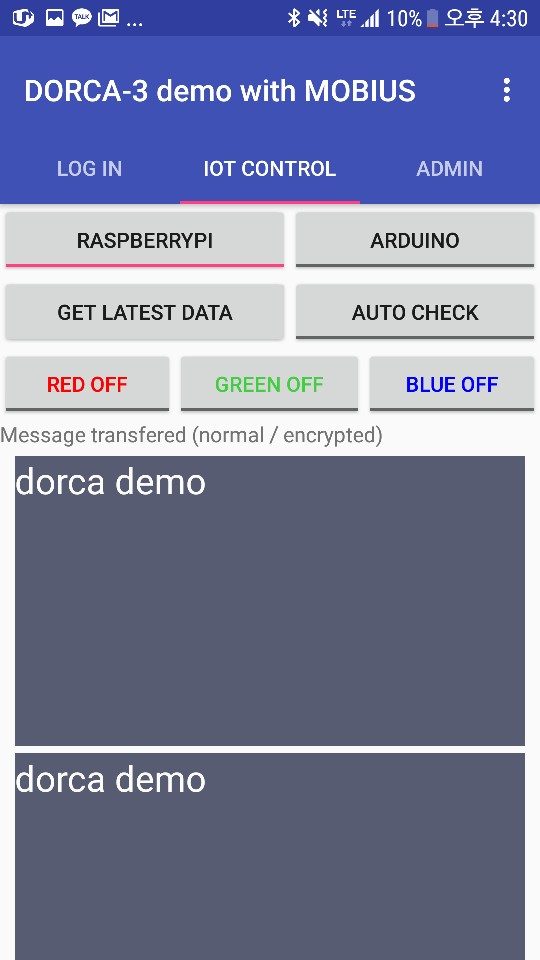 U+ TALK M ... LTE 10% 오후 4:30
DORCA-3 demo with MOBIUS
LOG IN IOT CONTROL ADMIN
RASPBERRYPI ARDUINO
GET LATEST DATA AUTO CHECK
RED OFF GREEN OFF BLUE OFF
Message transfered (normal / encrypted)
dorca demo
dorca demo